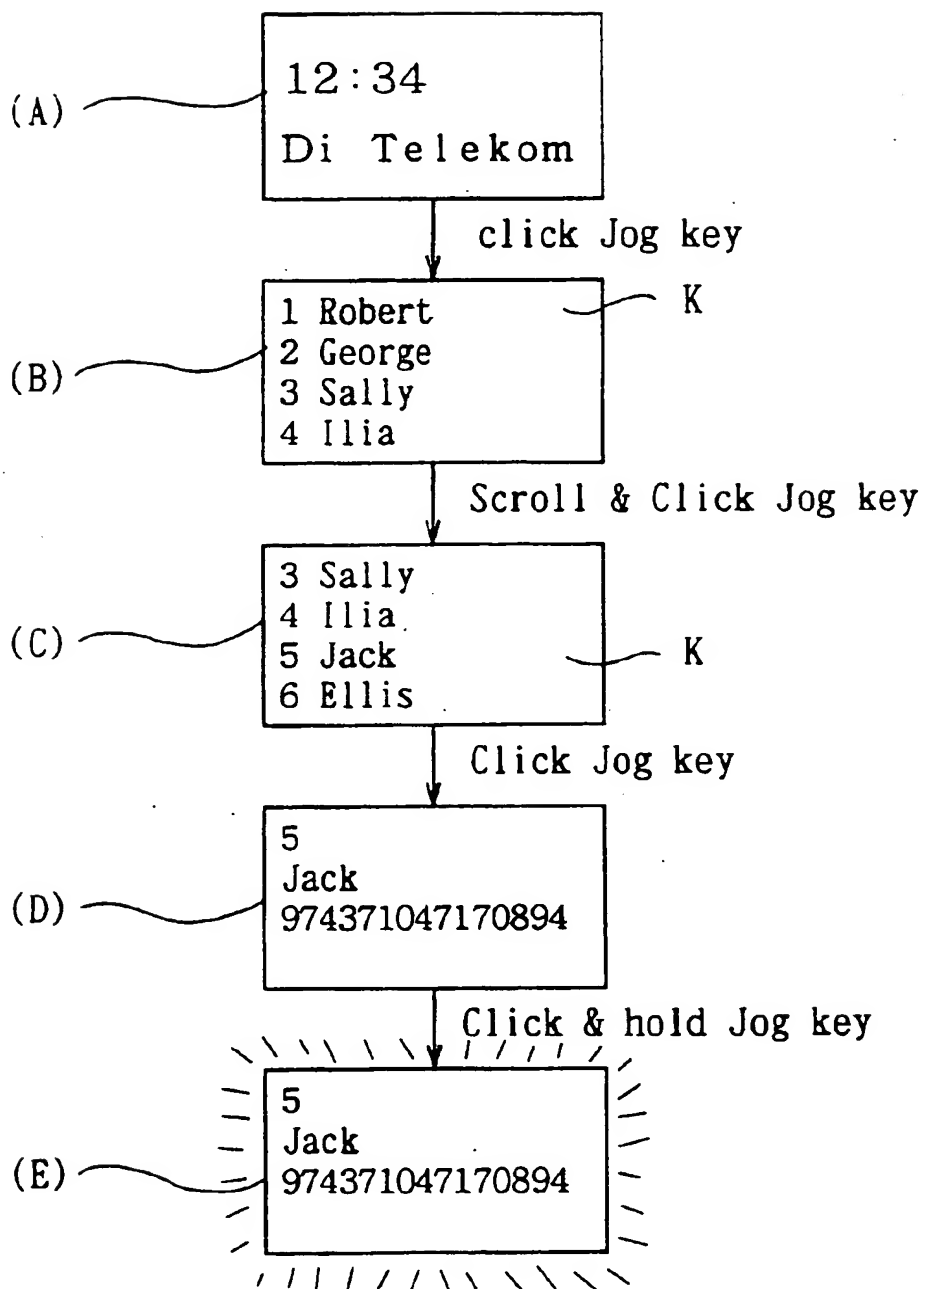 (A)
12:34
Di Telekom
click Jog key
(B)
1 Robert
K
2 George
3 Sally
4 Ilia
Scroll & Click Jog key
(C)
3 Sally
4 Ilia
5 Jack
K
6 Ellis
Click Jog key
(D)
5
Jack
974371047170894
Click & hold Jog key
(E)
5
Jack
974371047170894